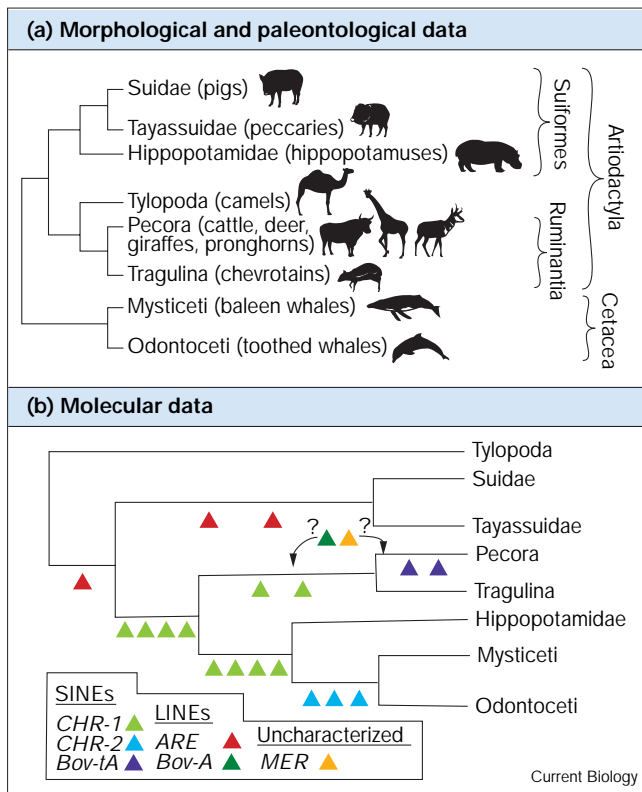 (a) Morphological and paleontological data
Suidae (pigs)
Tayassuidae (peccaries)
Hippopotamidae (hippopotamuses)
Suiformes
Artiodactyla
Tylopoda (camels)
Pecora (cattle, deer,
giraffes, pronghorns)
Tragulina (chevrotains)
Ruminantia
Mysticeti (baleen whales)
Odontoceti (toothed whales)
Cetacea
(b) Molecular data
Tylopoda
Suidae
Tayassuidae
? ?
Pecora
Tragulina
Hippopotamidae
Mysticeti
Odontoceti
SINEs
CHR-1
CHR-2
Bov-tA
LINEs
ARE
Bov-A
Uncharacterized
MER
Current Biology